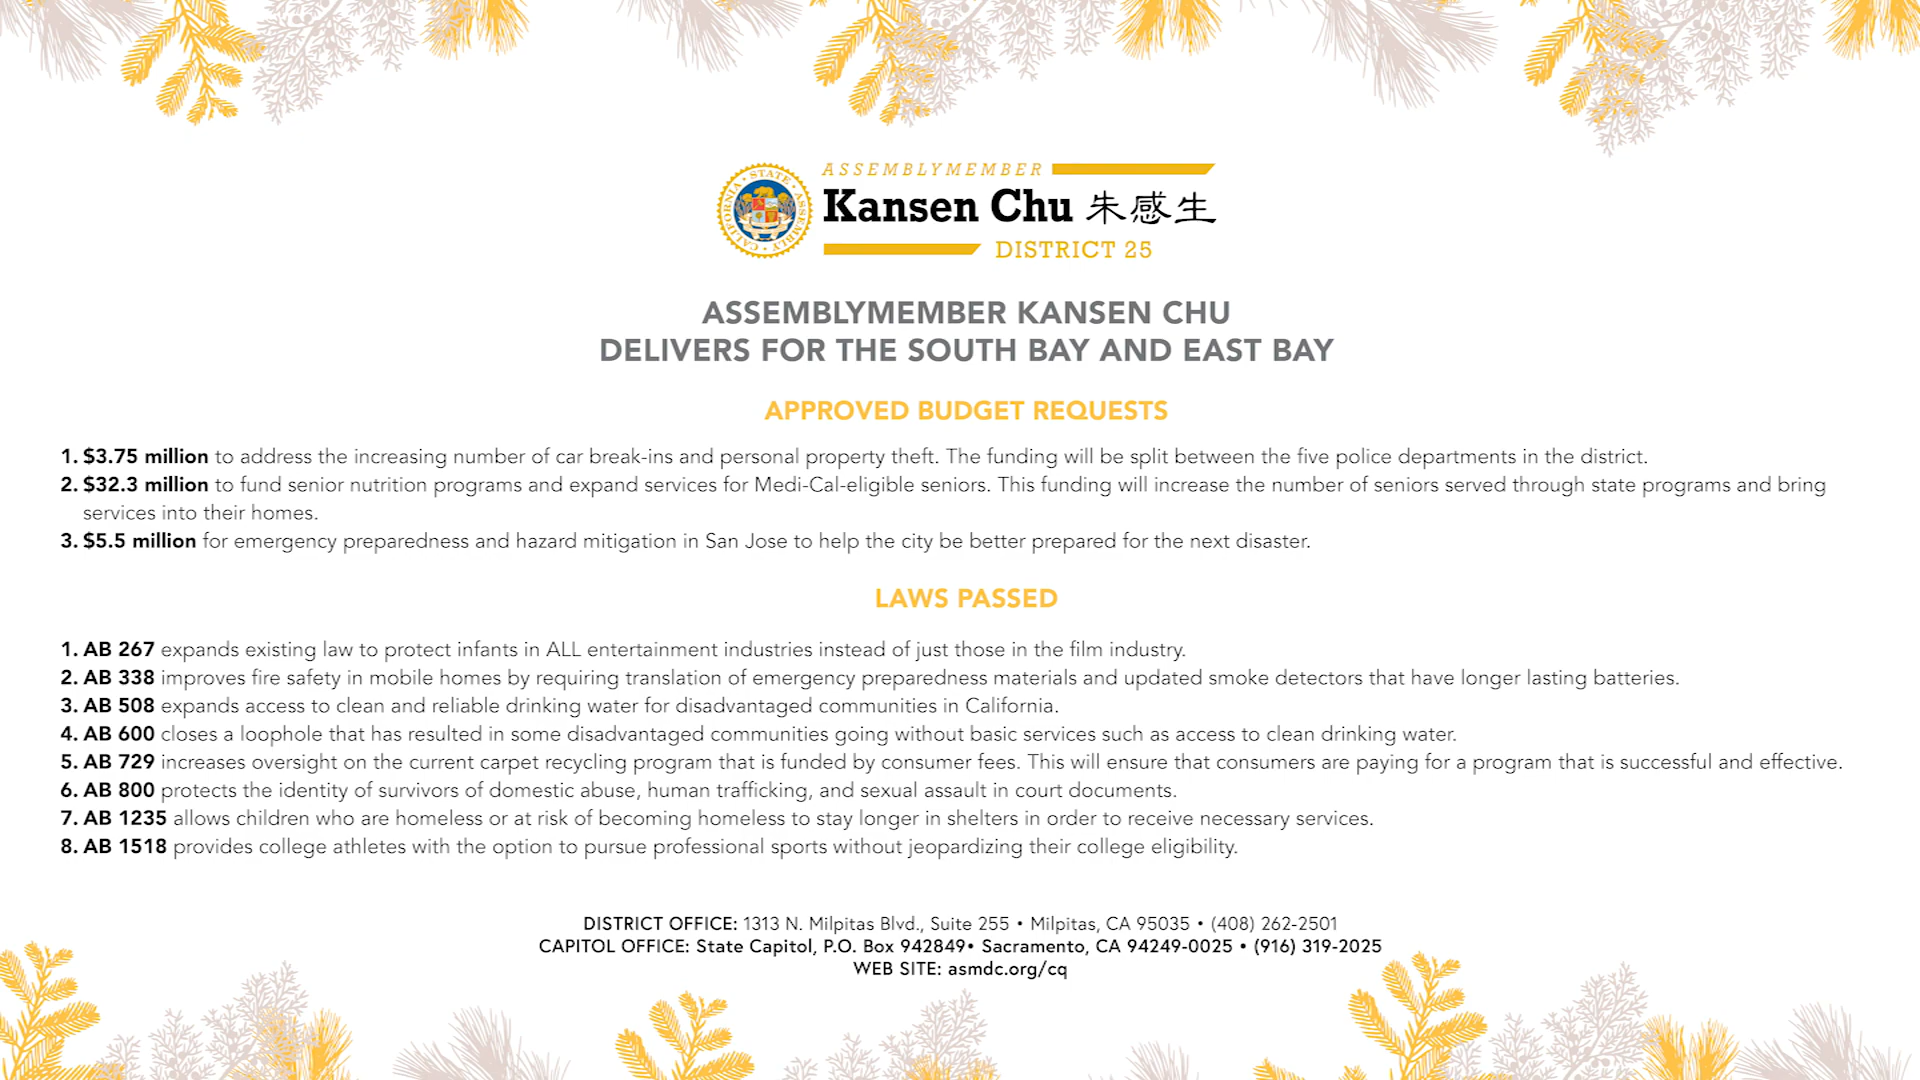 ASSEMBLYMEMBER
Kansen Chu 朱感生
DISTRICT 25
CALIFORNIA • STATE • ASSEMBLY •
ASSEMBLYMEMBER KANSEN CHU
DELIVERS FOR THE SOUTH BAY AND EAST BAY
APPROVED BUDGET REQUESTS
1. $3.75 million to address the increasing number of car break-ins and personal property theft. The funding will be split between the five police departments in the district.
2. $32.3 million to fund senior nutrition programs and expand services for Medi-Cal-eligible seniors. This funding will increase the number of seniors served through state programs and bring
services into their homes.
3. $5.5 million for emergency preparedness and hazard mitigation in San Jose to help the city be better prepared for the next disaster.
LAWS PASSED
1. AB 267 expands existing law to protect infants in ALL entertainment industries instead of just those in the film industry.
2. AB 338 improves fire safety in mobile homes by requiring translation of emergency preparedness materials and updated smoke detectors that have longer lasting batteries.
3. AB 508 expands access to clean and reliable drinking water for disadvantaged communities in California.
4. AB 600 closes a loophole that has resulted in some disadvantaged communities going without basic services such as access to clean drinking water.
5. AB 729 increases oversight on the current carpet recycling program that is funded by consumer fees. This will ensure that consumers are paying for a program that is successful and effective.
6. AB 800 protects the identity of survivors of domestic abuse, human trafficking, and sexual assault in court documents.
7. AB 1235 allows children who are homeless or at risk of becoming homeless to stay longer in shelters in order to receive necessary services.
8. AB 1518 provides college athletes with the option to pursue professional sports without jeopardizing their college eligibility.
DISTRICT OFFICE: 1313 N. Milpitas Blvd., Suite 255 • Milpitas, CA 95035 • (408) 262-2501
CAPITOL OFFICE: State Capitol, P.O. Box 942849• Sacramento, CA 94249-0025 • (916) 319-2025
WEB SITE: asmdc.org/cq